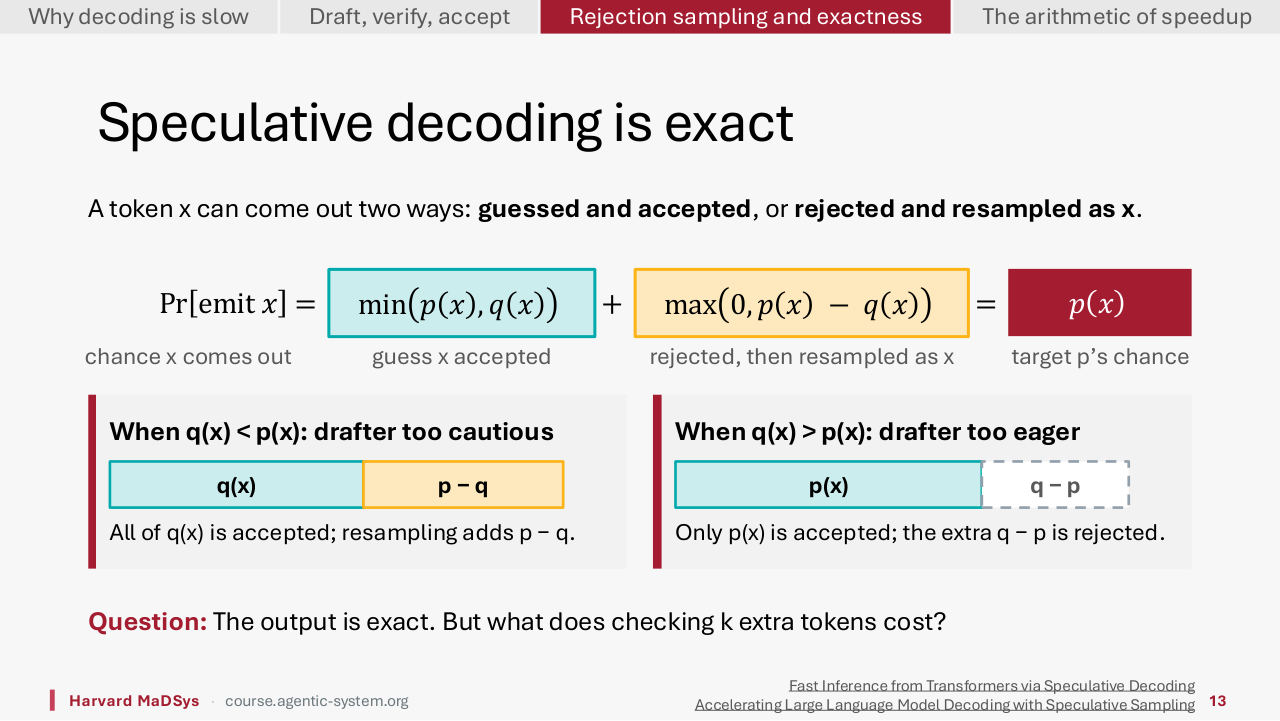 Why decoding is slow
Draft, verify, accept
Rejection sampling and exactness
The arithmetic of speedup
Speculative decoding is exact
A token x can come out two ways: guessed and accepted, or rejected and resampled as x.
Pr[emit x] = min(p(x), q(x)) + max(0, p(x) − q(x)) = p(x)
chance x comes out
guess x accepted
rejected, then resampled as x
target p’s chance
When q(x) < p(x): drafter too cautious
q(x)
p − q
All of q(x) is accepted; resampling adds p − q.
When q(x) > p(x): drafter too eager
p(x)
q − p
Only p(x) is accepted; the extra q − p is rejected.
Question: The output is exact. But what does checking k extra tokens cost?
Harvard MaDSys · course.agentic-system.org
Fast Inference from Transformers via Speculative Decoding
Accelerating Large Language Model Decoding with Speculative Sampling
13